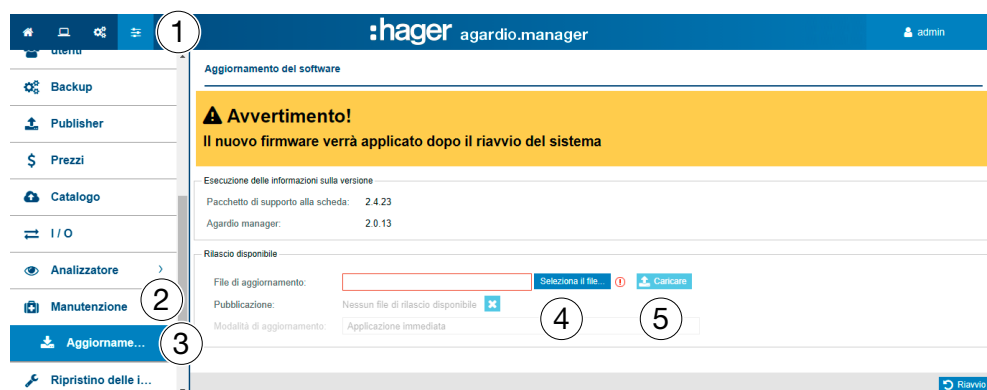 1
:hager agardio.manager
admin
utenti
Backup
Publisher
Prezzi
Catalogo
I / O
Analizzatore
Manutenzione
2
Aggiorname...
3
Ripristino delle i...
Aggiornamento del software
Avvertimento!
Il nuovo firmware verrà applicato dopo il riavvio del sistema
Esecuzione delle informazioni sulla versione
Pacchetto di supporto alla scheda: 2.4.23
Agardio manager: 2.0.13
Rilascio disponibile
File di aggiornamento: Seleziona il file... Caricare
Pubblicazione: Nessun file di rilascio disponibile
4
5
Modalità di aggiornamento: Applicazione immediata
Riavvio